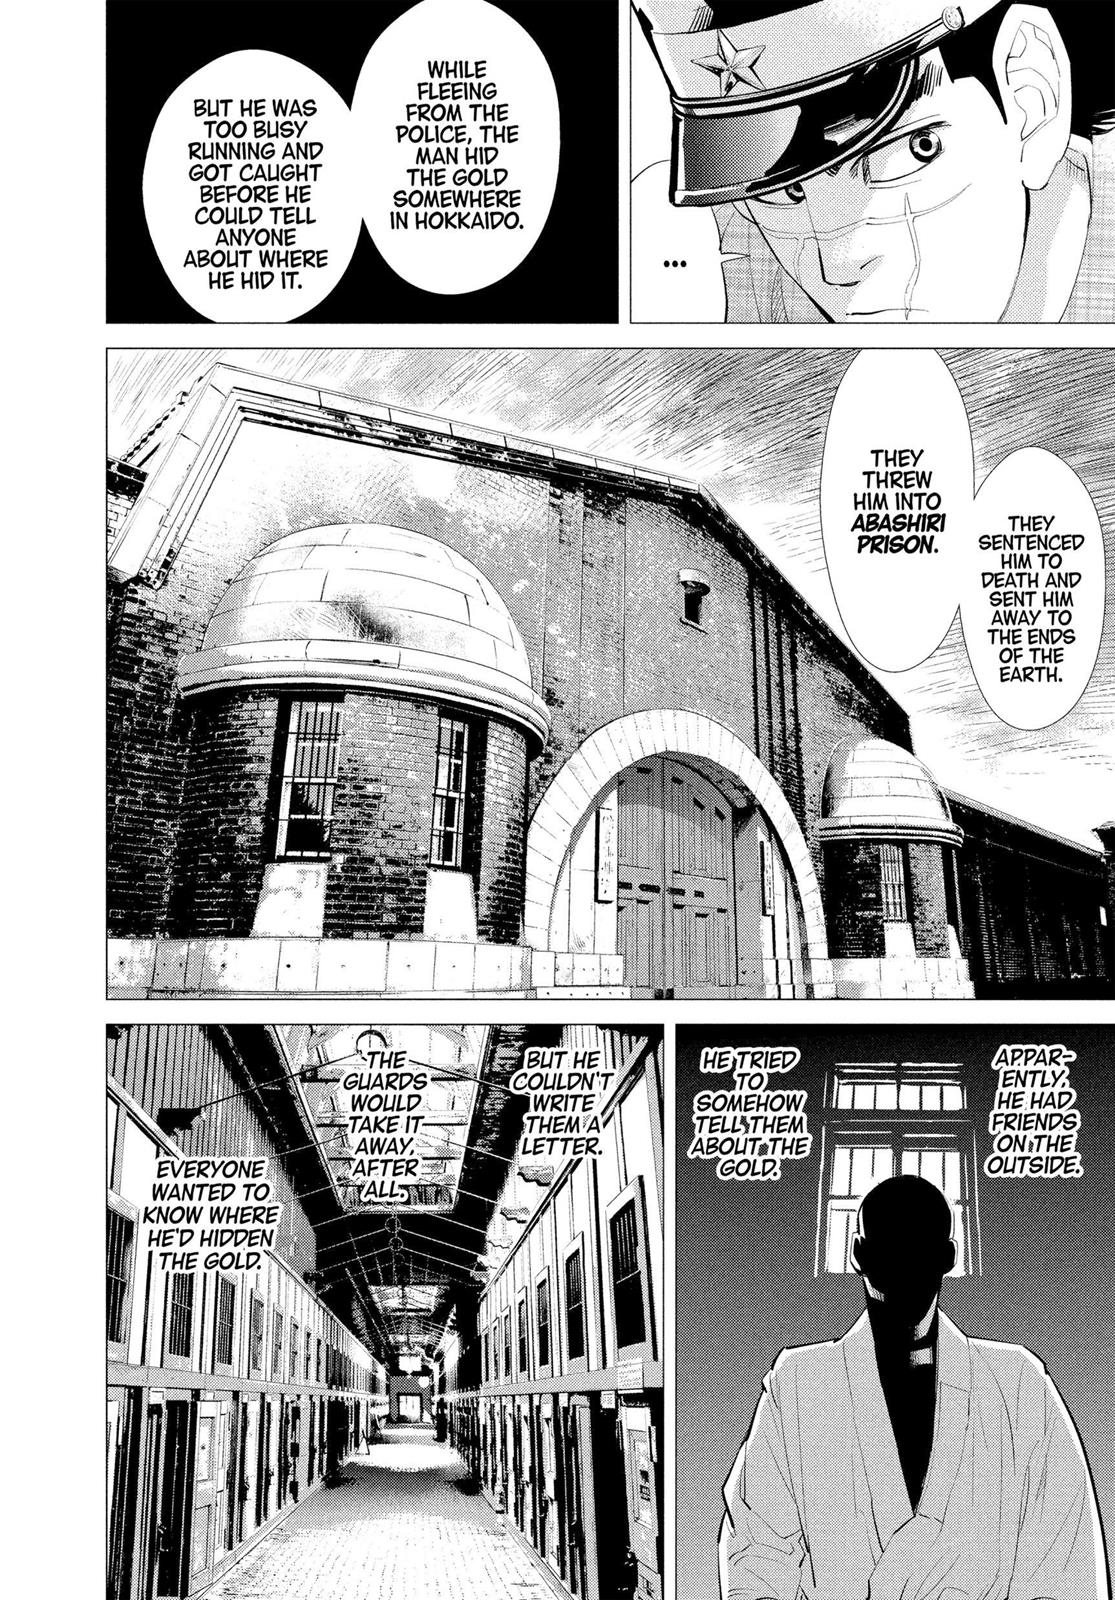 ...
WHILE
FLEEING
FROM THE
POLICE, THE
MAN HID
THE GOLD
SOMEWHERE
IN HOKKAIDO.
BUT HE WAS
TOO BUSY
RUNNING AND
GOT CAUGHT
BEFORE HE
COULD TELL
ANYONE
ABOUT WHERE
HE HID IT.
THEY
SENTENCED
HIM TO
DEATH AND
SENT HIM
AWAY TO
THE ENDS
OF THE
EARTH.
THEY
THREW
HIM INTO
ABASHIRI
PRISON.
APPAR-
ENTLY,
HE HAD
FRIENDS
ON THE
OUTSIDE.
HE TRIED
TO
SOMEHOW
TELL THEM
ABOUT THE
GOLD.
BUT HE
COULDN'T
WRITE
THEM A
LETTER.
THE
GUARDS
WOULD
TAKE IT
AWAY,
AFTER
ALL.
EVERYONE
WANTED TO
KNOW WHERE
HE'D HIDDEN
THE GOLD.